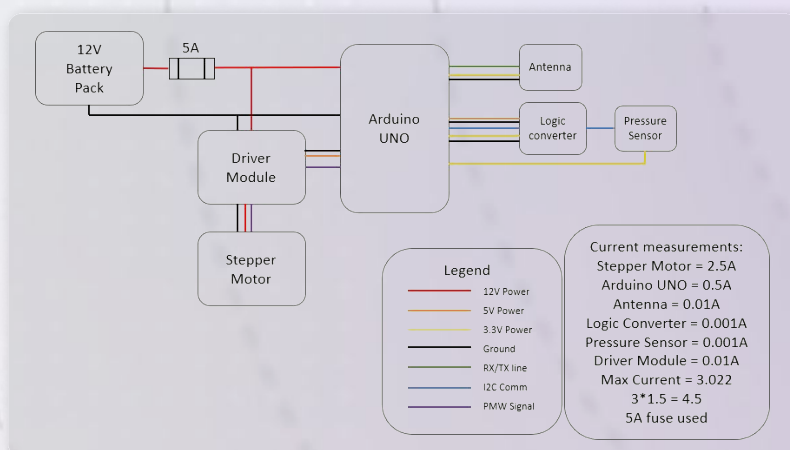 12V
Battery
Pack
5A
Arduino
UNO
Antenna
Logic
converter
Pressure
Sensor
Driver
Module
Stepper
Motor
Legend
12V Power
5V Power
3.3V Power
Ground
RX/TX line
I2C Comm
PMW Signal
Current measurements:
Stepper Motor = 2.5A
Arduino UNO = 0.5A
Antenna = 0.01A
Logic Converter = 0.001A
Pressure Sensor = 0.001A
Driver Module = 0.01A
Max Current = 3.022
3*1.5 = 4.5
5A fuse used